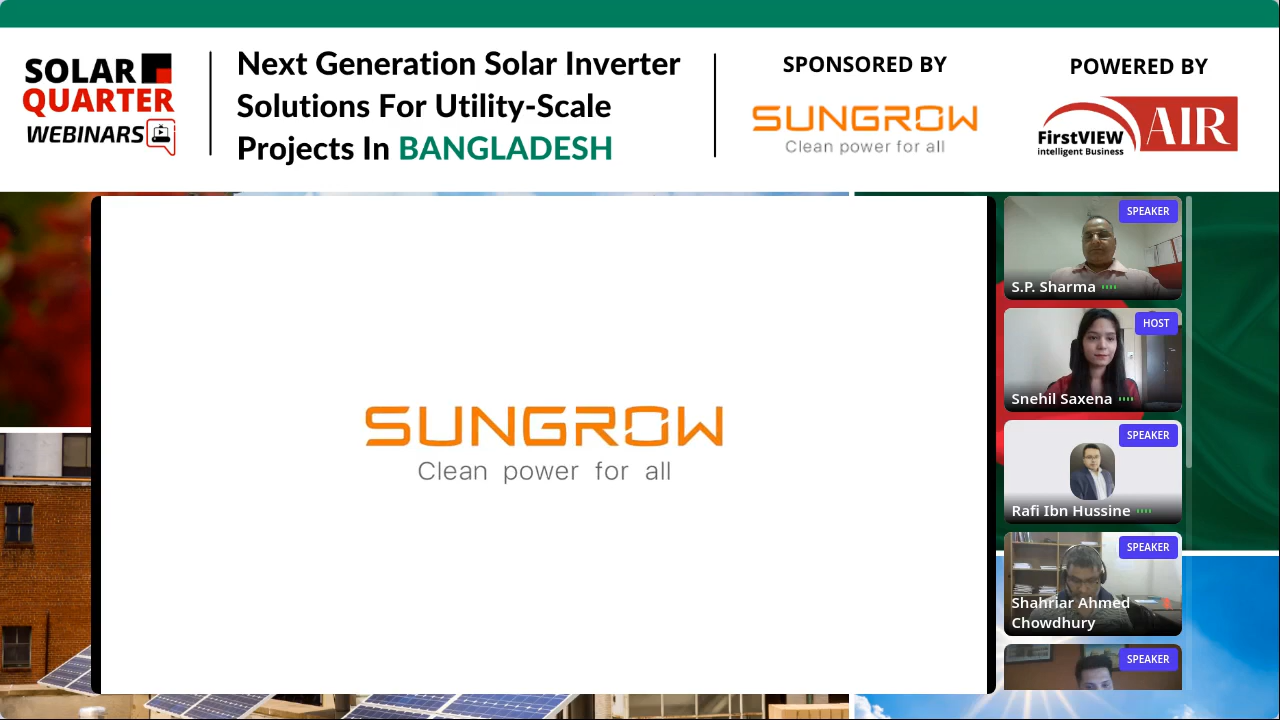 SOLAR
QUARTER
WEBINARS
Next Generation Solar Inverter
Solutions For Utility-Scale
Projects In BANGLADESH
SPONSORED BY
SUNGROW
Clean power for all
POWERED BY
FirstVIEW
intelligent Business
AIR
SUNGROW
Clean power for all
SPEAKER
S.P. Sharma
HOST
Snehil Saxena
SPEAKER
Rafi Ibn Hussine
SPEAKER
Shahriar Ahmed
Chowdhury
SPEAKER